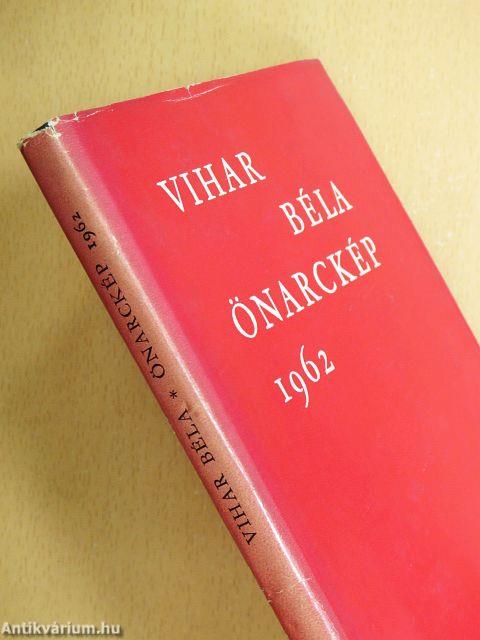 VIHAR
BÉLA
ÖNARCKÉP
1962
VIHAR BÉLA * ÖNARCKÉP 1962
Antikvárium.hu